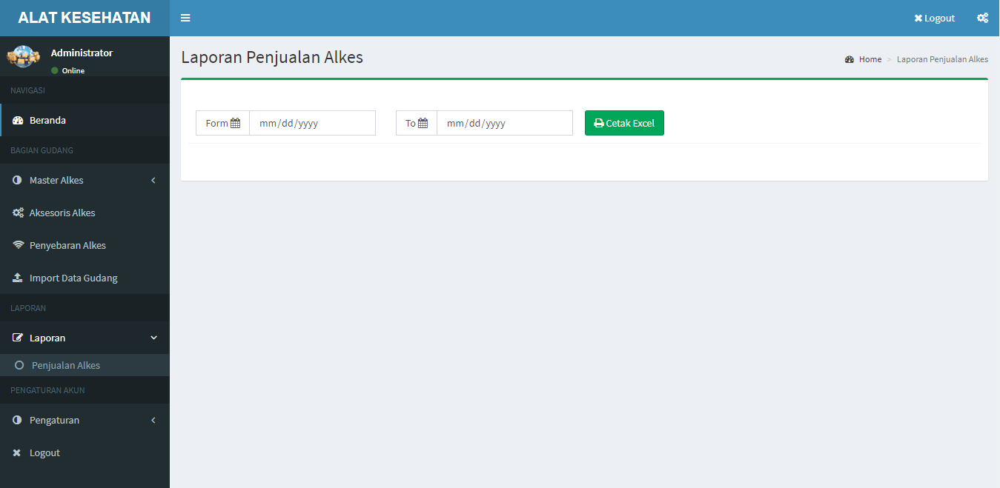 ALAT KESEHATAN
Logout
Administrator
Online
NAVIGASI
Beranda
BAGIAN GUDANG
Master Alkes
Aksesoris Alkes
Penyebaran Alkes
Import Data Gudang
LAPORAN
Laporan
Penjualan Alkes
PENGATURAN AKUN
Pengaturan
Logout
Laporan Penjualan Alkes
Home > Laporan Penjualan Alkes
Form mm/dd/yyyy To mm/dd/yyyy Cetak Excel